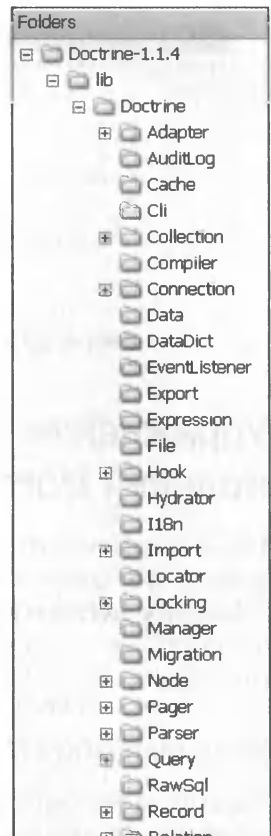 Folders
Doctrine-1.1.4
lib
Doctrine
Adapter
AuditLog
Cache
Cli
Collection
Compiler
Connection
Data
DataDict
EventListener
Export
Expression
File
Hook
Hydrator
I18n
Import
Locator
Locking
Manager
Migration
Node
Pager
Parser
Query
RawSql
Record